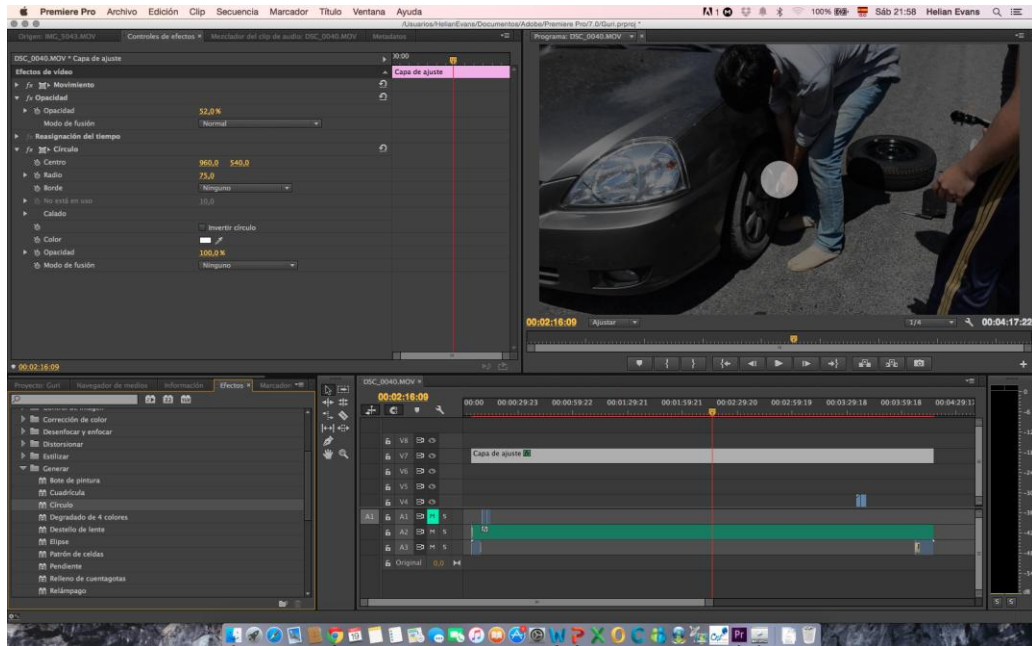 Premiere Pro Archivo Edición Clip Secuencia Marcador Título Ventana Ayuda 100% Sáb 21:58 Helian Evans
/Usuarios/HelianEvans/Documentos/Adobe/Premiere Pro/7.0/Guri.prproj *
Origen: IMG_5043.MOV Controles de efectos × Mezclador del clip de audio: DSC_0040.MOV Metadatos
Programa: DSC_0040.MOV
DSC_0040.MOV * Capa de ajuste
Efectos de vídeo
00:00
Capa de ajuste
fx Movimiento
fx Opacidad
Opacidad 52,0 %
Modo de fusión Normal
Reasignación del tiempo
fx Círculo
Centro 960,0 540,0
Radio 75,0
Borde Ninguno
No está en uso 10,0
Calado
Invertir círculo
Color
Opacidad 100,0 %
Modo de fusión Ninguno
00:02:16:09
00:02:16:09 Ajustar 1/4 00:04:17:22
Proyecto: Guri Navegador de medios Información Efectos × Marcador
Corrección de color
Desenfocar y enfocar
Distorsionar
Estilizar
Generar
Bote de pintura
Cuadrícula
Círculo
Degradado de 4 colores
Destello de lente
Elipse
Patrón de celdas
Pendiente
Relleno de cuentagotas
Relámpago
DSC_0040.MOV ×
00:02:16:09
00:00 00:00:29:23 00:00:59:22 00:01:29:21 00:01:59:21 00:02:29:20 00:02:59:19 00:03:29:18 00:03:59:18
V8
V7 Capa de ajuste
V6
V5
V4
A1 A1 M S
A2 M S
A3 M S
Original 0,0
S S